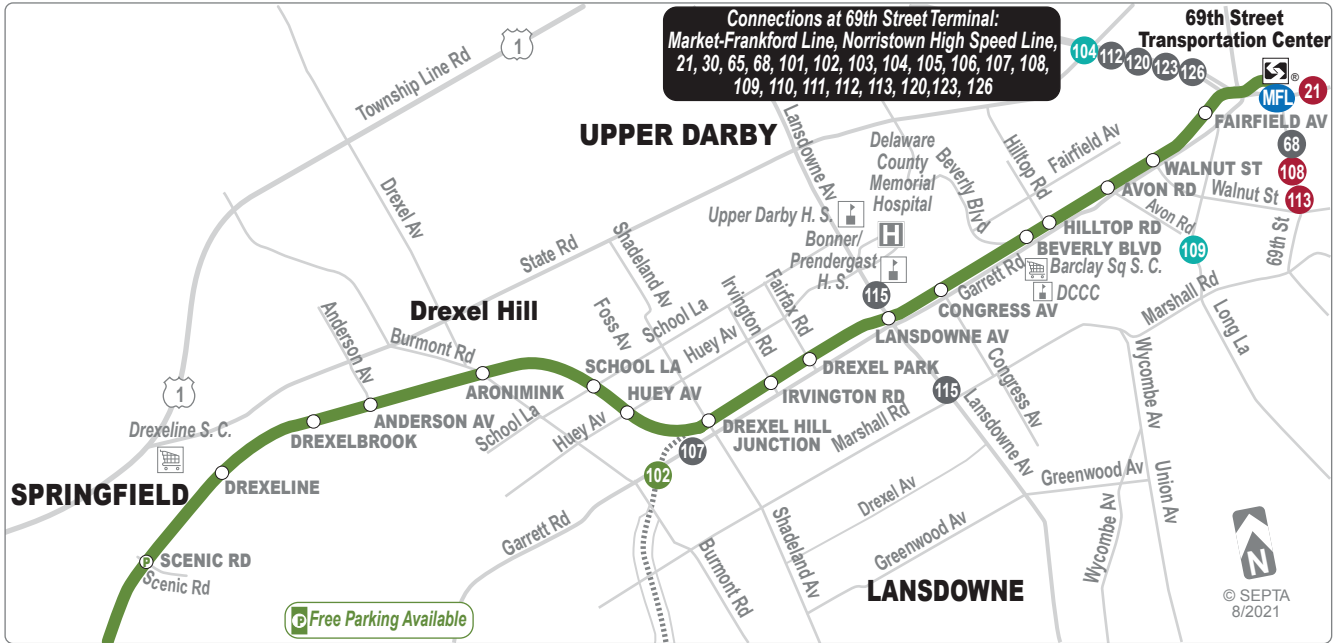 Connections at 69th Street Terminal:
Market-Frankford Line, Norristown High Speed Line,
21, 30, 65, 68, 101, 102, 103, 104, 105, 106, 107, 108,
109, 110, 111, 112, 113, 120,123, 126
69th Street
Transportation Center
1
104
112
120
123
126
S
®
MFL
21
FAIRFIELD AV
68
108
113
Township Line Rd
UPPER DARBY
Lansdowne Av
Delaware
County
Memorial
Hospital
H
Beverly Blvd
Hilltop Rd
Fairfield Av
WALNUT ST
Walnut St
AVON RD
Avon Rd
HILLTOP RD
BEVERLY BLVD
109
69th St
Upper Darby H. S.
Bonner/
Prendergast
H. S.
115
Drexel Av
State Rd
Shadeland Av
Garrett Rd
Barclay Sq S. C.
DCCC
Marshall Rd
Long La
CONGRESS AV
LANSDOWNE AV
Drexel Hill
Anderson Av
Burmont Rd
Foss Av
School La
Huey Av
Irvington Rd
Fairfax Rd
SCHOOL LA
HUEY AV
DREXEL PARK
IRVINGTON RD
DREXEL HILL
JUNCTION
Congress Av
Wycombe Av
115
Marshall Rd
Lansdowne Av
1
Drexeline S. C.
ARONIMINK
ANDERSON AV
DREXELBROOK
School La
Huey Av
107
102
SPRINGFIELD
DREXELINE
Garrett Rd
Drexel Av
Greenwood Av
Greenwood Av
Union Av
Wycombe Av
Shadeland Av
Burmont Rd
P
SCENIC RD
Scenic Rd
LANSDOWNE
P
Free Parking Available
N
© SEPTA
8/2021